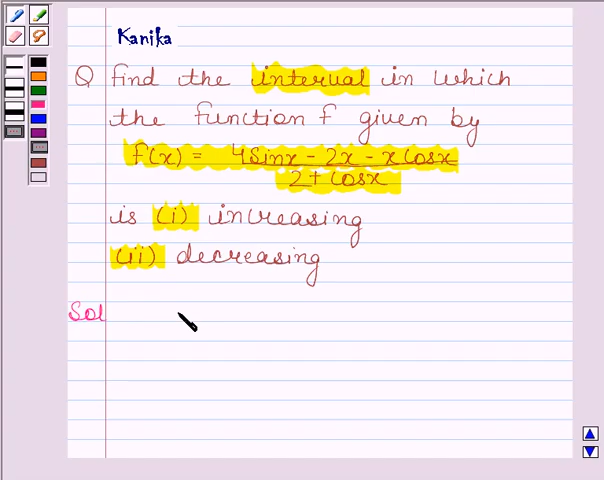 Kanika
Q find the interval in which
the function f given by
f(x) = 4sinx - 2x - x cosx
2 + cosx
is (i) increasing
(ii) decreasing
Sol